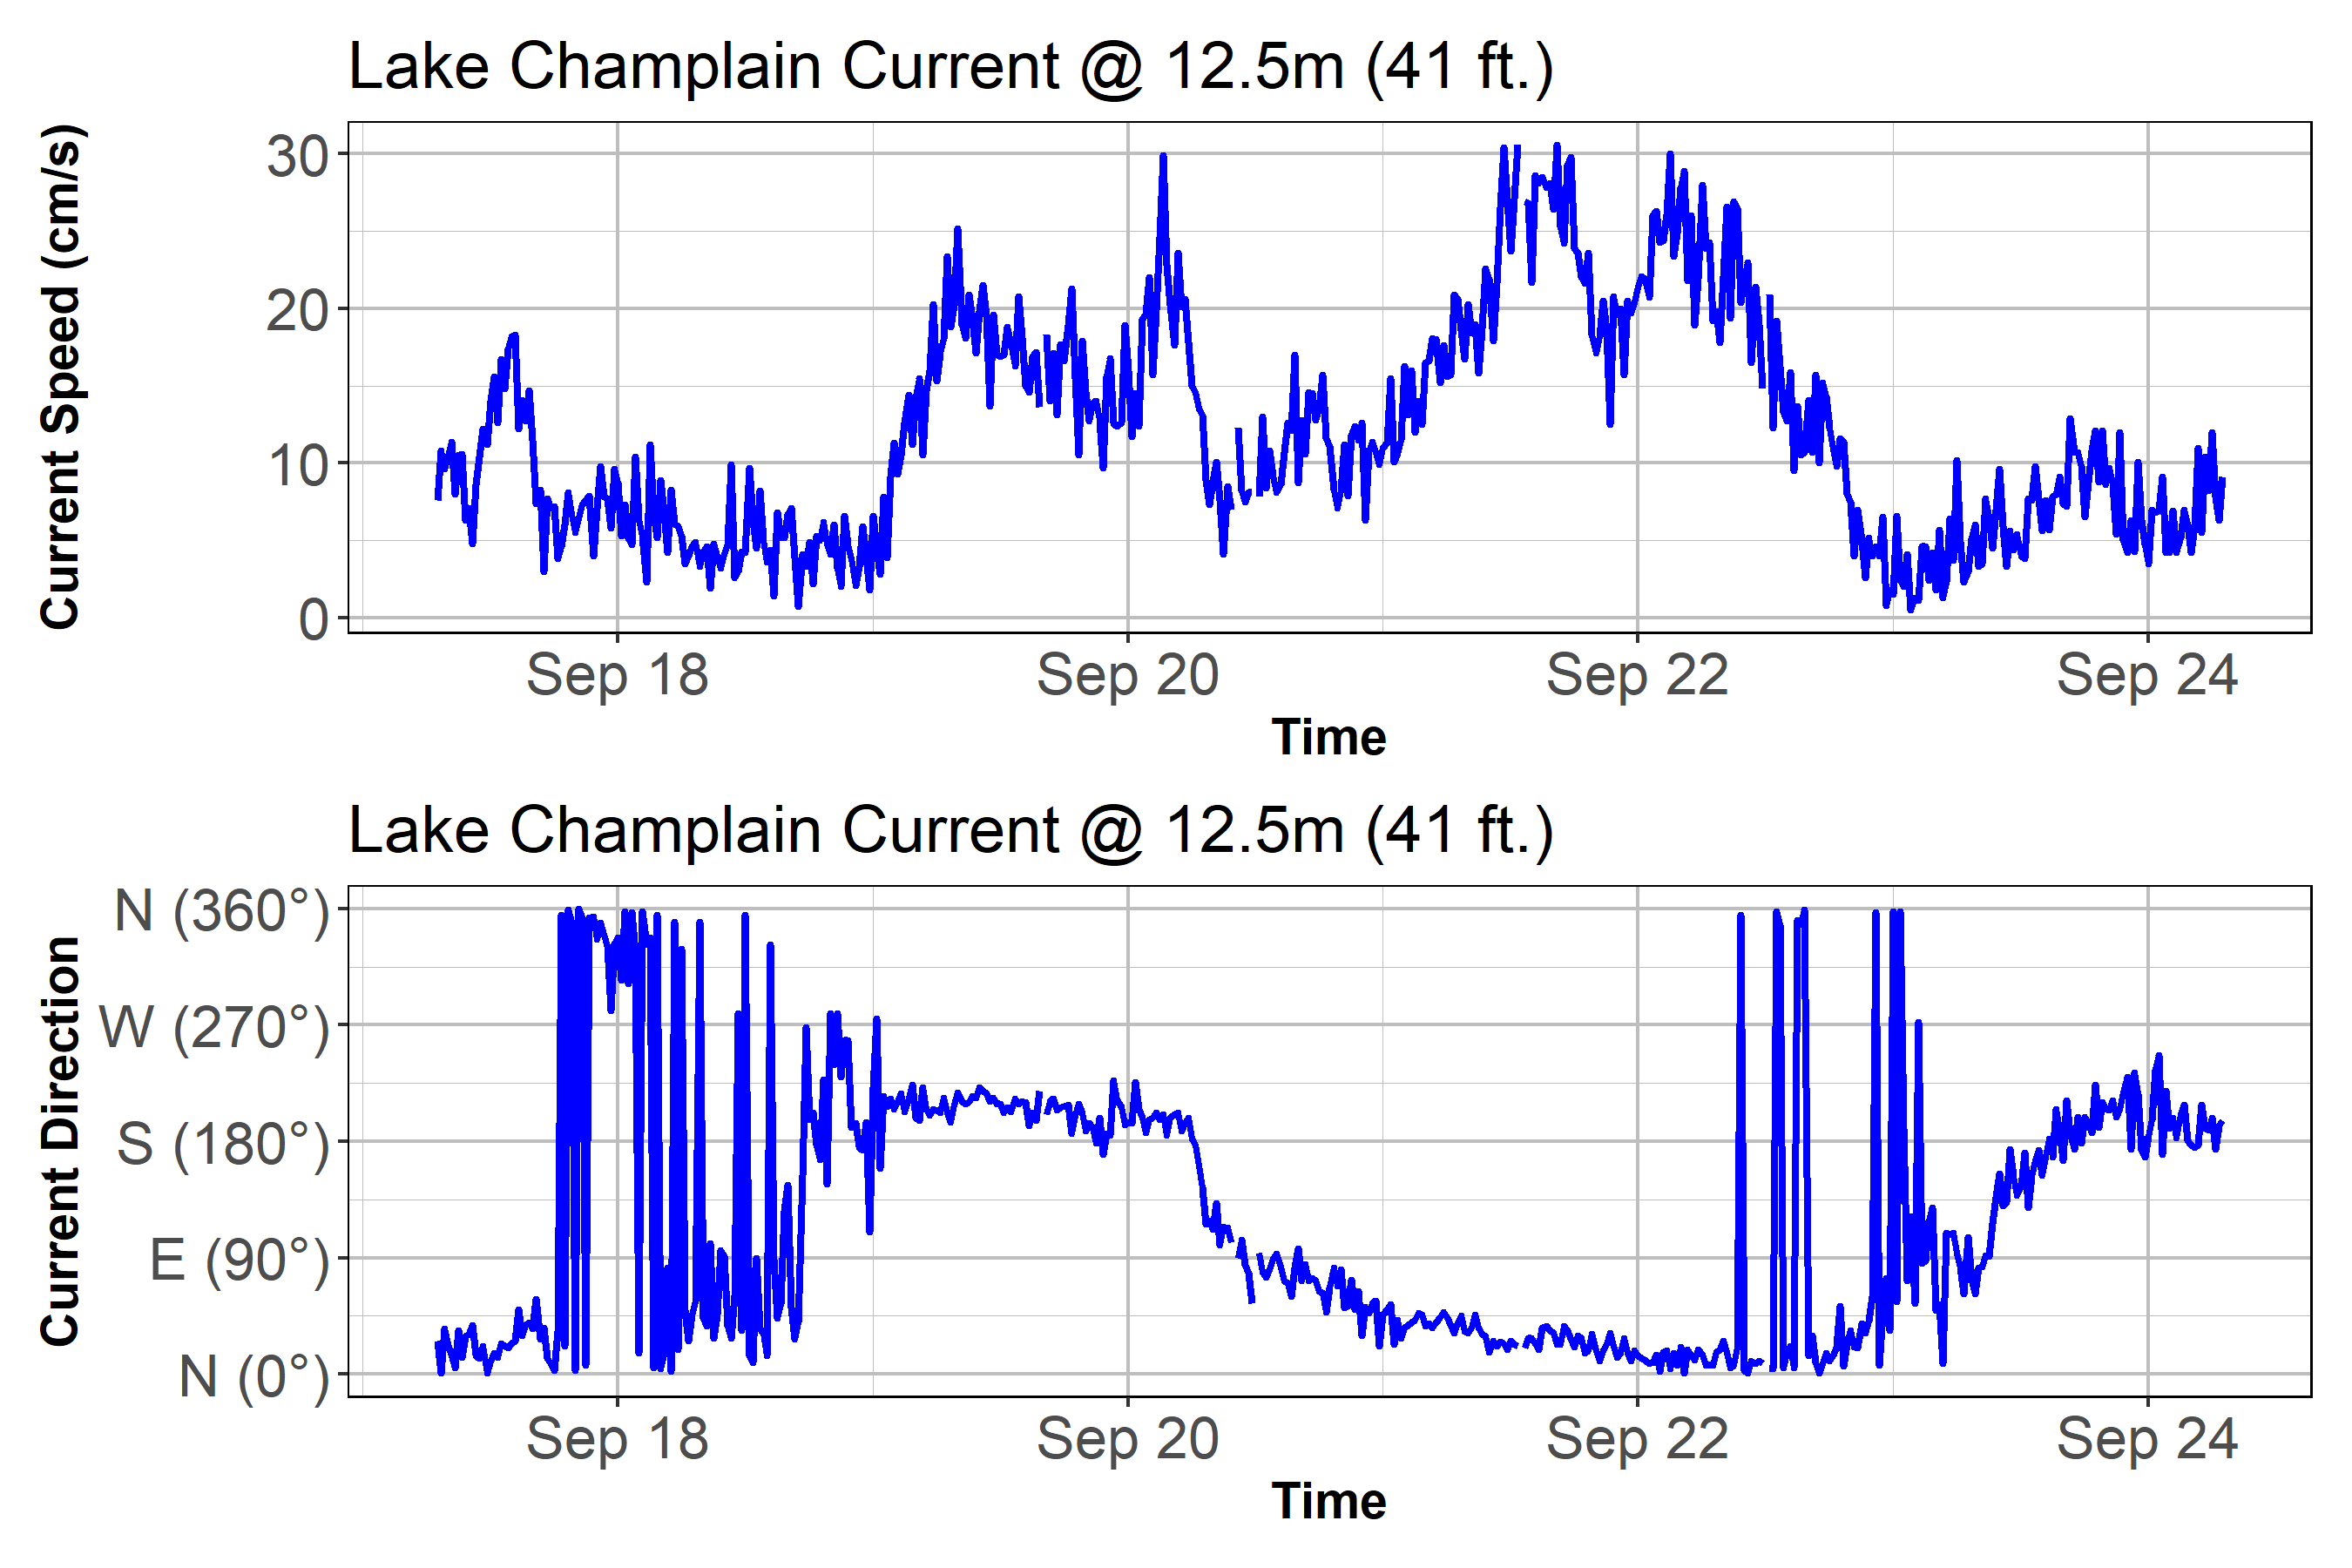 Lake Champlain Current @ 12.5m (41 ft.)
Current Speed (cm/s)
30
20
10
0
Sep 18 Sep 20 Sep 22 Sep 24
Time
Lake Champlain Current @ 12.5m (41 ft.)
Current Direction
N (360°)
W (270°)
S (180°)
E (90°)
N (0°)
Sep 18 Sep 20 Sep 22 Sep 24
Time